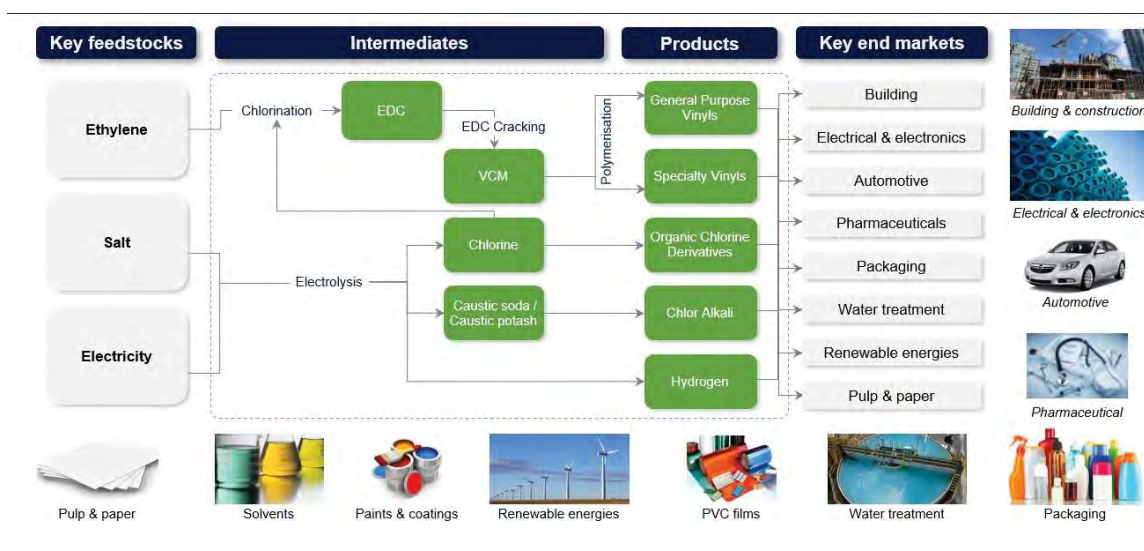 Key feedstocks
Intermediates
Products
Key end markets
Ethylene
Salt
Electricity
Chlorination
EDC
EDC Cracking
VCM
Polymerisation
Chlorine
Electrolysis
Caustic soda /
Caustic potash
General Purpose
Vinyls
Specialty Vinyls
Organic Chlorine
Derivatives
Chlor Alkali
Hydrogen
Building
Electrical & electronics
Automotive
Pharmaceuticals
Packaging
Water treatment
Renewable energies
Pulp & paper
Building & construction
Electrical & electronics
Automotive
Pharmaceutical
Pulp & paper
Solvents
Paints & coatings
Renewable energies
PVC films
Water treatment
Packaging